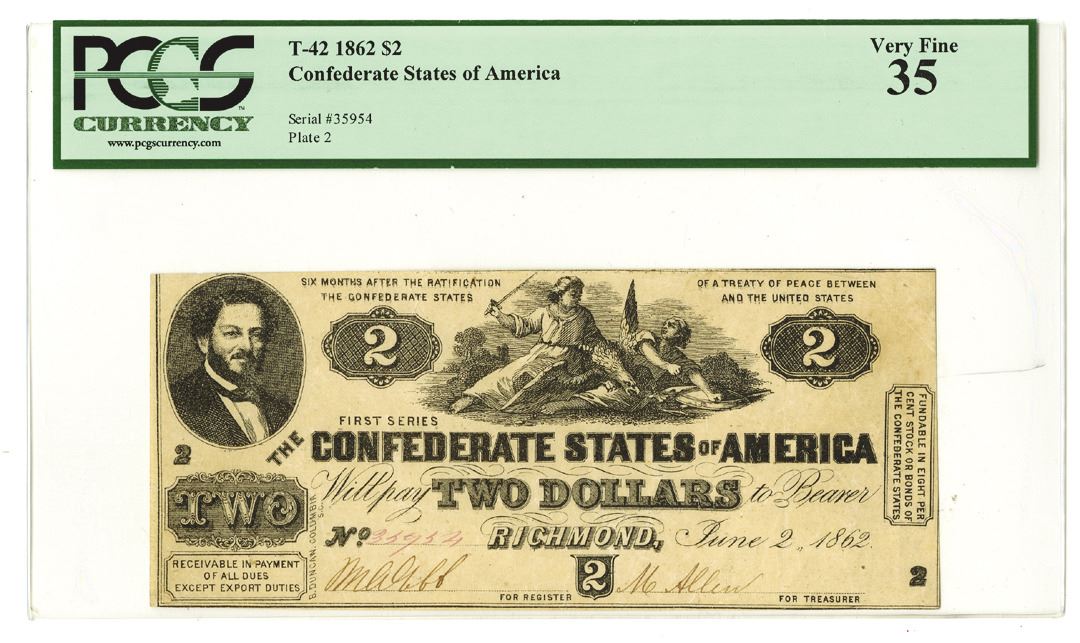 PCGS
CURRENCY
www.pcgscurrency.com
T-42 1862 $2
Confederate States of America
Serial #35954
Plate 2
Very Fine
35
SIX MONTHS AFTER THE RATIFICATION
THE CONFEDERATE STATES
OF A TREATY OF PEACE BETWEEN
AND THE UNITED STATES
2
2
FIRST SERIES
2
THE
CONFEDERATE STATES OF AMERICA
TWO
Will pay TWO DOLLARS to Bearer
No 35954 RICHMOND, June 2, 1862.
RECEIVABLE IN PAYMENT
OF ALL DUES
EXCEPT EXPORT DUTIES
B. DUNCAN, COLUMBIA,
S.C.
2
M Allen
FOR REGISTER
FOR TREASURER
2
FUNDABLE IN EIGHT PER
CENT STOCK OR BONDS OF
THE CONFEDERATE STATES